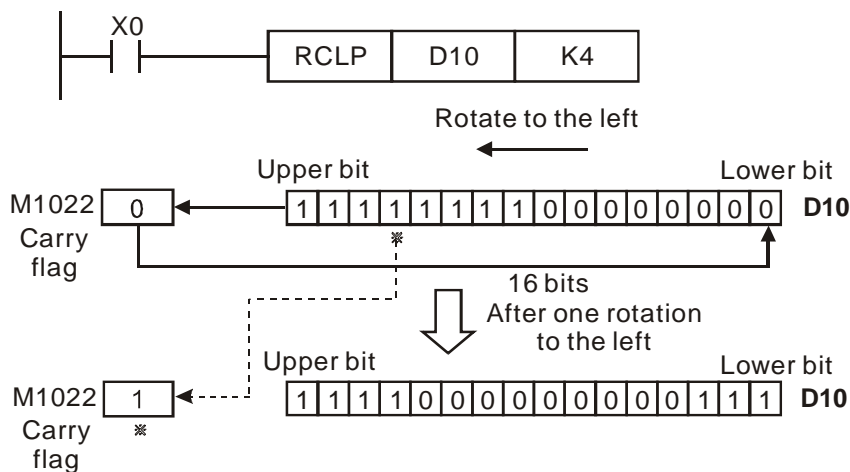 X0
RCLP D10 K4
Rotate to the left
Upper bit Lower bit
M1022 0 1 1 1 1 1 1 1 1 0 0 0 0 0 0 0 0 D10
Carry ※
flag
16 bits
After one rotation
to the left
Upper bit Lower bit
M1022 1 1 1 1 1 0 0 0 0 0 0 0 0 0 1 1 1 D10
Carry ※
flag